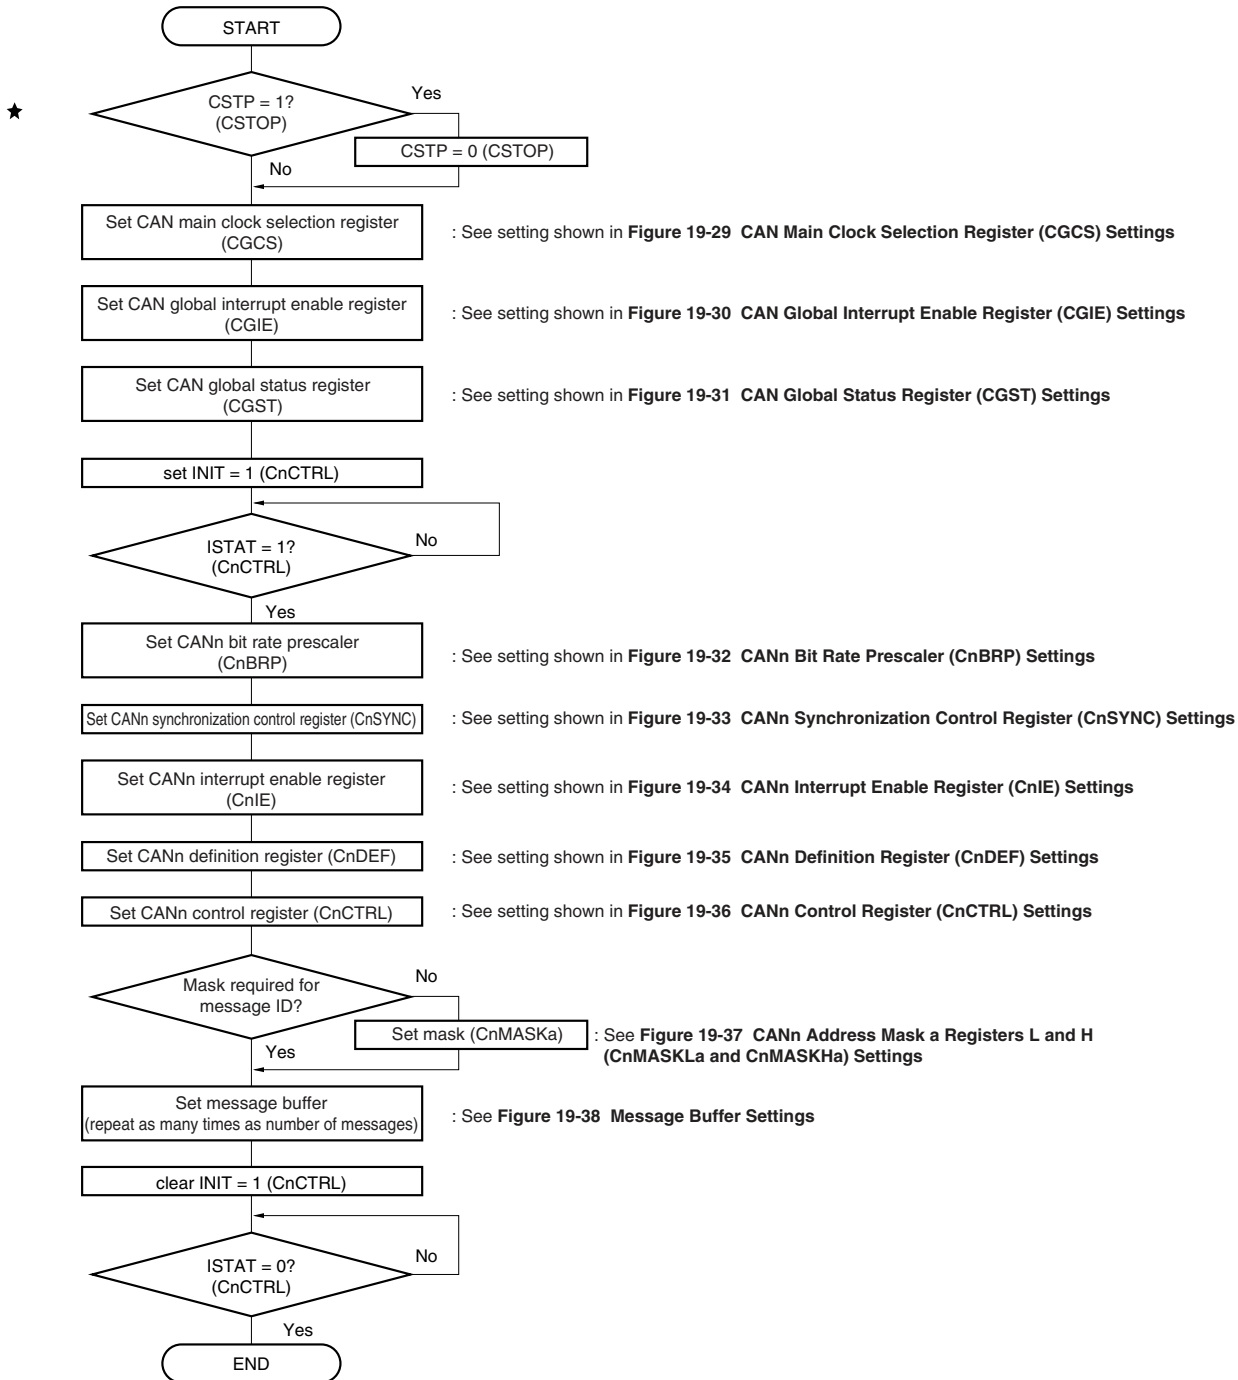 START
★
CSTP = 1?
(CSTOP)
Yes
CSTP = 0 (CSTOP)
No
Set CAN main clock selection register
(CGCS)
: See setting shown in Figure 19-29  CAN Main Clock Selection Register (CGCS) Settings
Set CAN global interrupt enable register
(CGIE)
: See setting shown in Figure 19-30  CAN Global Interrupt Enable Register (CGIE) Settings
Set CAN global status register
(CGST)
: See setting shown in Figure 19-31  CAN Global Status Register (CGST) Settings
set INIT = 1 (CnCTRL)
ISTAT = 1?
(CnCTRL)
No
Yes
Set CANn bit rate prescaler
(CnBRP)
: See setting shown in Figure 19-32  CANn Bit Rate Prescaler (CnBRP) Settings
Set CANn synchronization control register (CnSYNC)
: See setting shown in Figure 19-33  CANn Synchronization Control Register (CnSYNC) Settings
Set CANn interrupt enable register
(CnIE)
: See setting shown in Figure 19-34  CANn Interrupt Enable Register (CnIE) Settings
Set CANn definition register (CnDEF)
: See setting shown in Figure 19-35  CANn Definition Register (CnDEF) Settings
Set CANn control register (CnCTRL)
: See setting shown in Figure 19-36  CANn Control Register (CnCTRL) Settings
Mask required for
message ID?
No
Set mask (CnMASKa)
: See Figure 19-37  CANn Address Mask a Registers L and H
(CnMASKLa and CnMASKHa) Settings
Yes
Set message buffer
(repeat as many times as number of messages)
: See Figure 19-38  Message Buffer Settings
clear INIT = 1 (CnCTRL)
ISTAT = 0?
(CnCTRL)
No
Yes
END